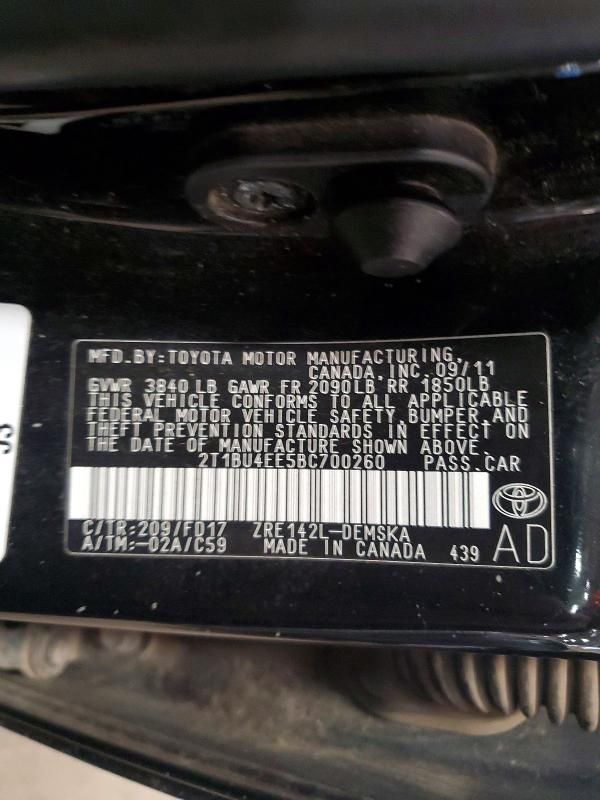 MFD. BY: TOYOTA MOTOR MANUFACTURING,
CANADA, INC. 09/11
GVWR 3840 LB GAWR FR 2090LB, RR 1850LB
THIS VEHICLE CONFORMS TO ALL APPLICABLE
FEDERAL MOTOR VEHICLE SAFETY, BUMPER, AND
THEFT PREVENTION STANDARDS IN EFFECT ON
THE DATE OF MANUFACTURE SHOWN ABOVE.
2T1BU4EE5BC700260 PASS. CAR
C/TR: 209/FD17 ZRE142L-DEMSKA
A/TM: -02A/C59 MADE IN CANADA 439 AD